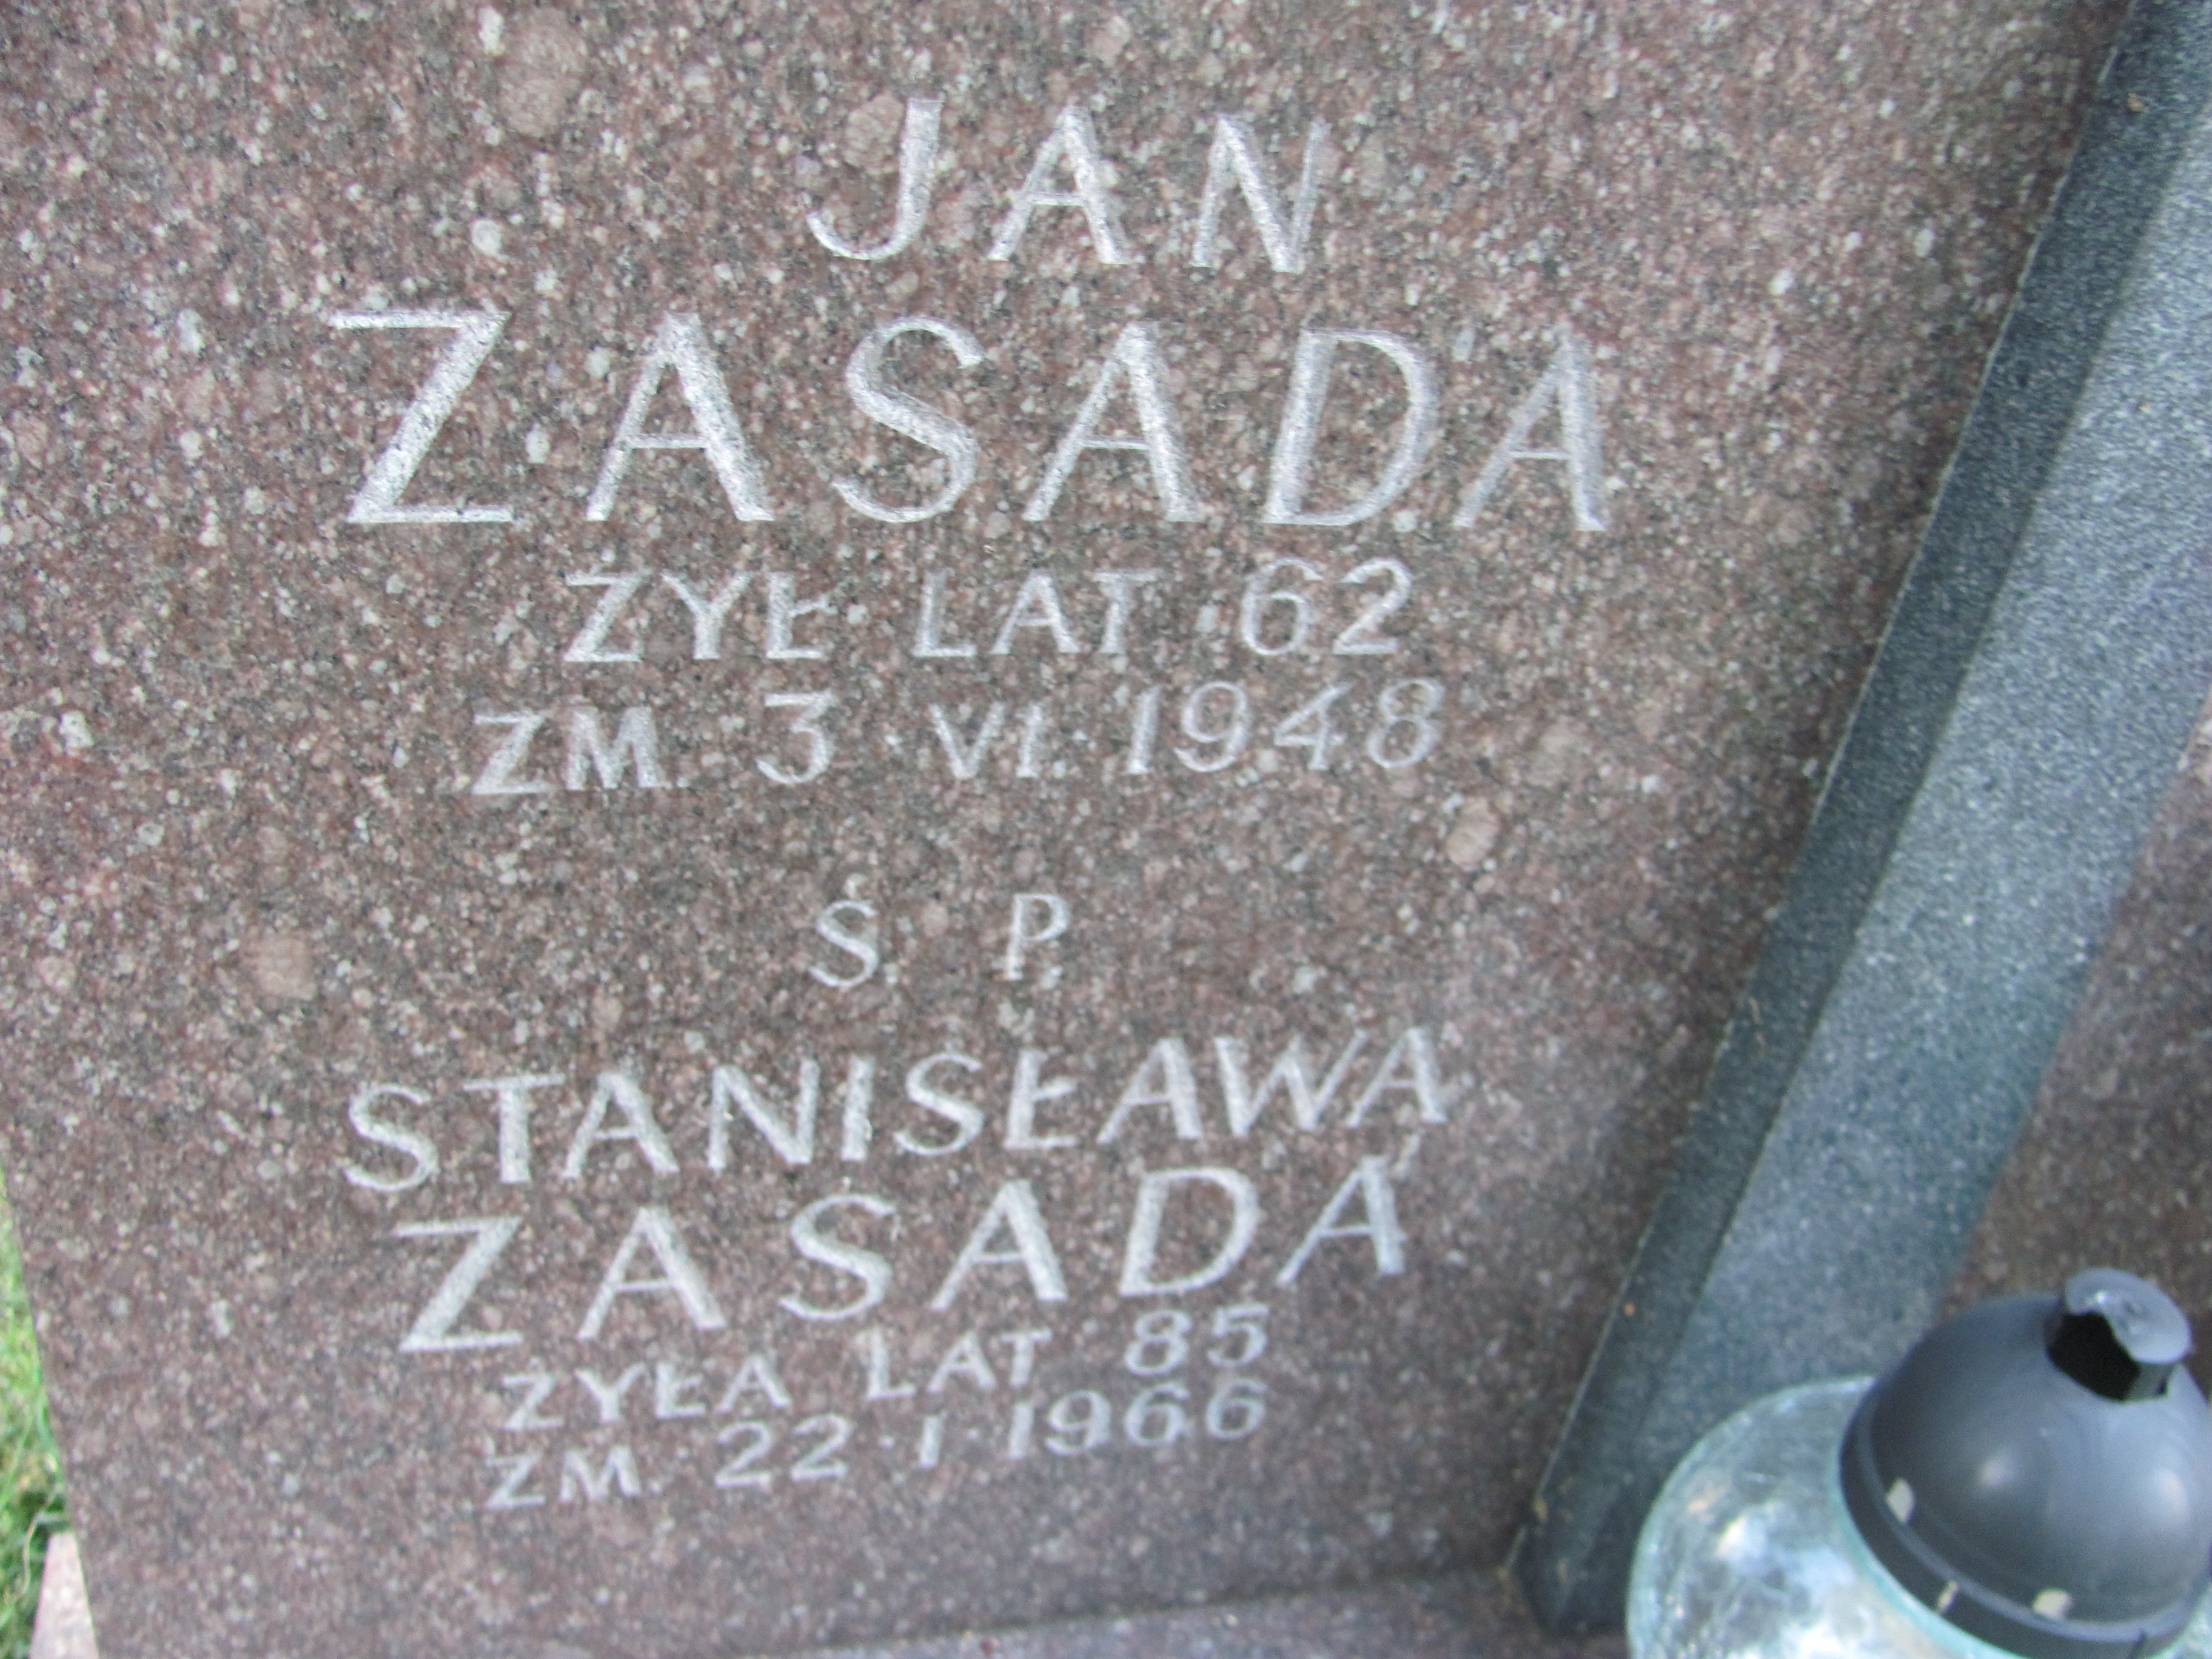 JAN
ZASADA
ŻYŁ LAT 62
ZM. 3·VI·1948
Ś. P.
STANISŁAWA
ZASADA
ŻYŁA LAT 85
ZM. 22·I·1966